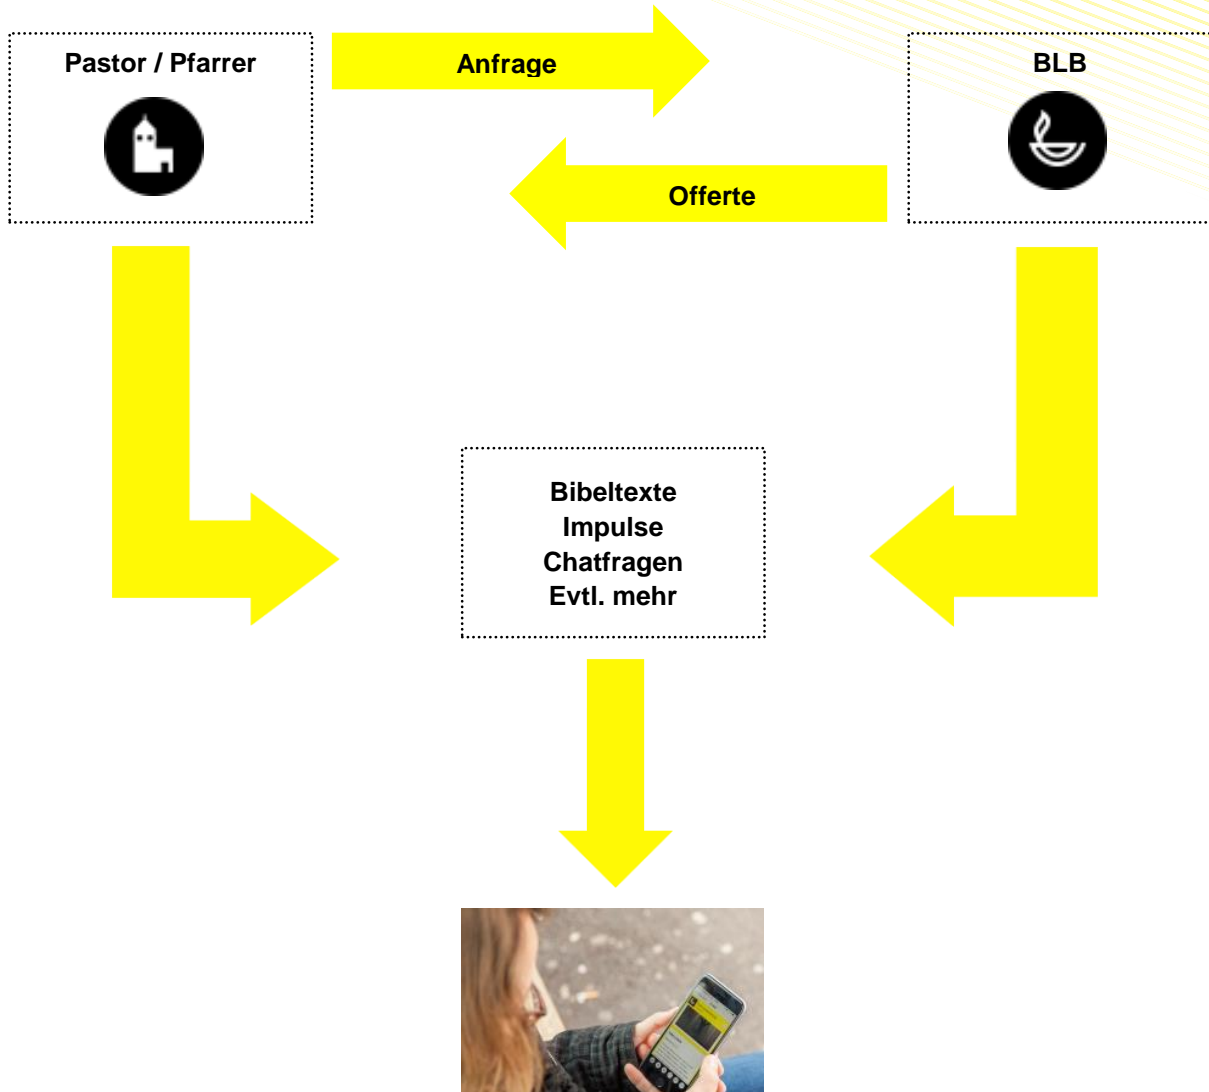 Pastor / Pfarrer
Anfrage
BLB
Offerte
Bibeltexte
Impulse
Chatfragen
Evtl. mehr